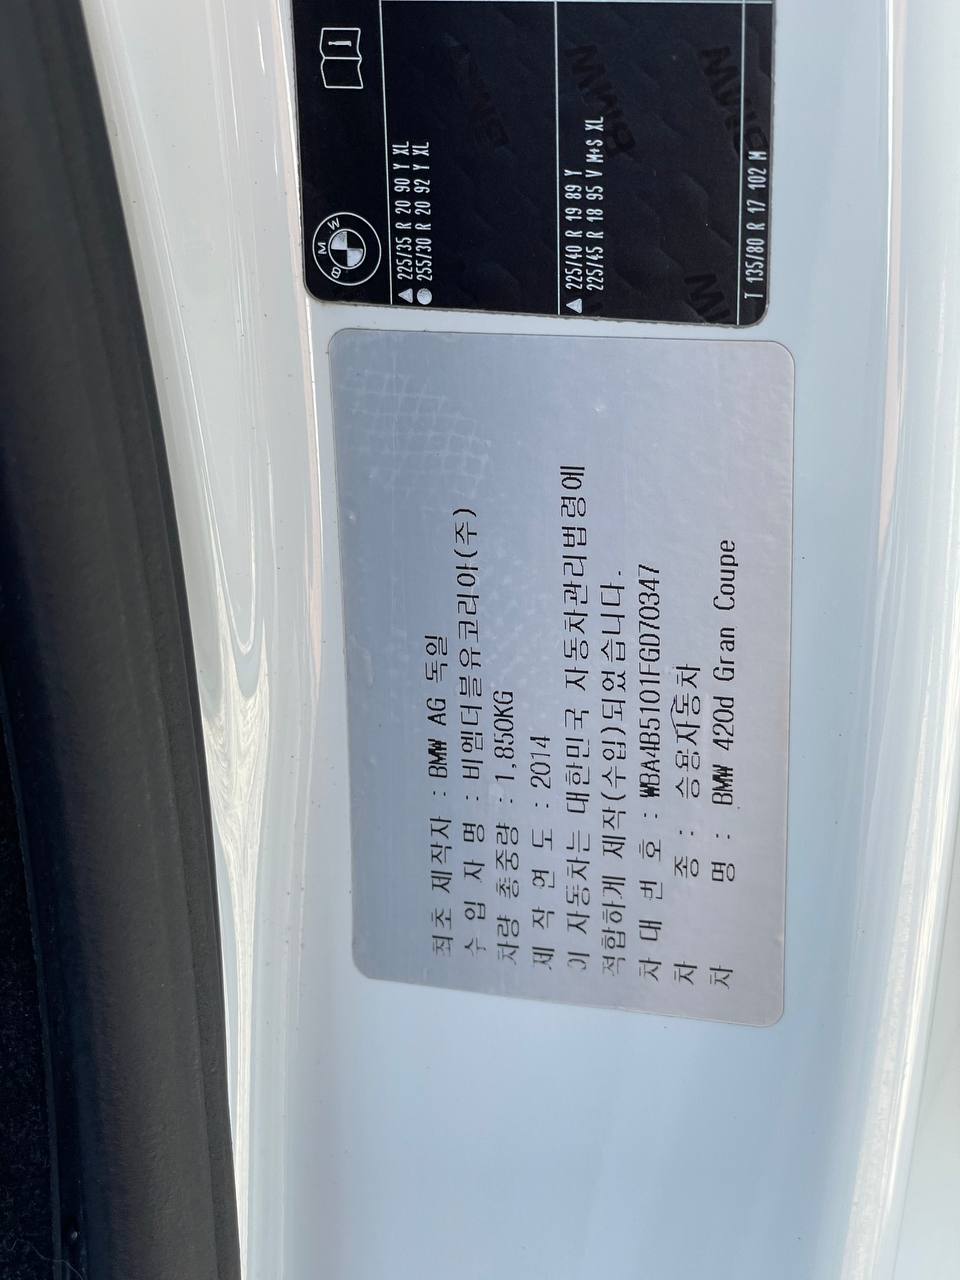 최초 제작자 : BMW AG 독일
수 입 자 명 : 비엠더블유코리아(주)
차량 총중량 : 1,850KG
제 작 연 도 : 2014
이 자동차는 대한민국 자동차관리법령에
적합하게 제작(수입)되었습니다.
차 대 번 호 : WBA4B5101FGD70347
차 종 : 승용자동차
차 명 : BMW 420d Gran Coupe
BMW
▲ 225/35 R 20 90 Y XL
● 255/30 R 20 92 Y XL
▲ 225/40 R 19 89 Y
225/45 R 18 95 V M+S XL
T 135/80 R 17 102 M